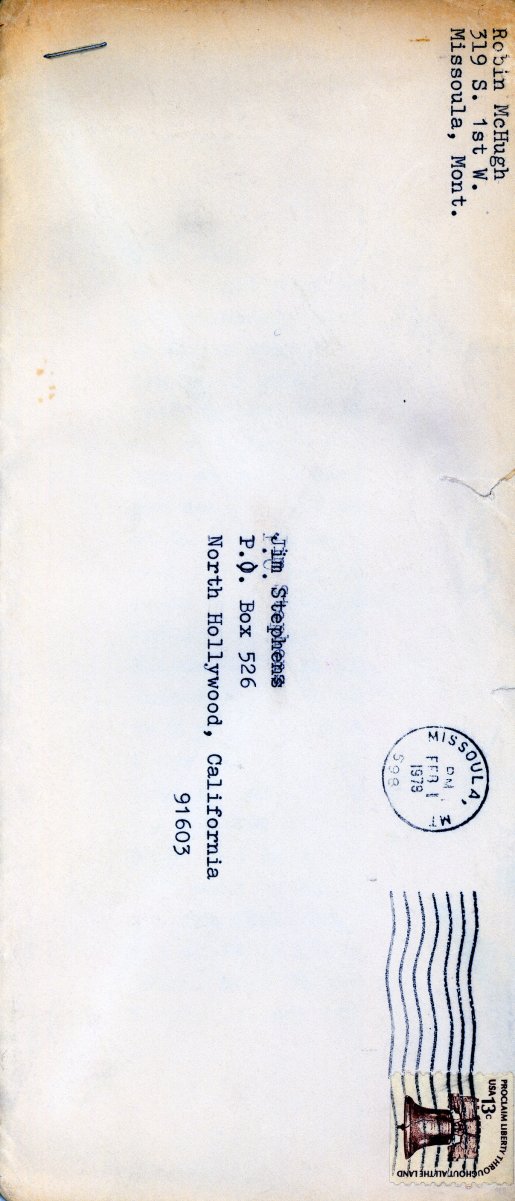 Robin McHugh
319 S. 1st W.
Missoula, Mont.
Jim Stephens
P.O. Box 526
North Hollywood, California
91603
MISSOULA, MT
PM
FEB 1
598
PROCLAIM LIBERTY THROUGHOUT ALL THE LAND
USA 13c